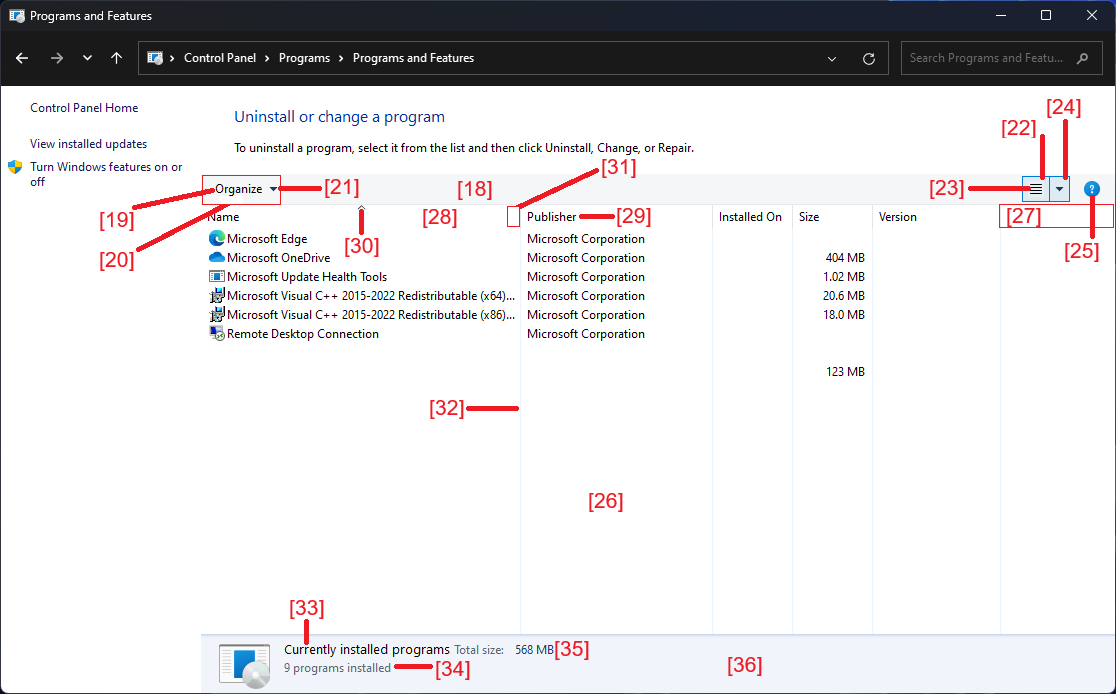 Programs and Features
Control Panel > Programs > Programs and Features
Search Programs and Featu...
Control Panel Home
View installed updates
Turn Windows features on or
off
Uninstall or change a program
To uninstall a program, select it from the list and then click Uninstall, Change, or Repair.
[24]
[22]
[31]
Organize
[21]
[18]
[23]
[19]
Name
[28]
Publisher
[29]
Installed On
Size
Version
[27]
[20]
[30]
[25]
Microsoft Edge Microsoft Corporation
Microsoft OneDrive Microsoft Corporation 404 MB
Microsoft Update Health Tools Microsoft Corporation 1.02 MB
Microsoft Visual C++ 2015-2022 Redistributable (x64)... Microsoft Corporation 20.6 MB
Microsoft Visual C++ 2015-2022 Redistributable (x86)... Microsoft Corporation 18.0 MB
Remote Desktop Connection Microsoft Corporation
123 MB
[32]
[26]
[33]
Currently installed programs Total size: 568 MB [35]
9 programs installed [34]
[36]